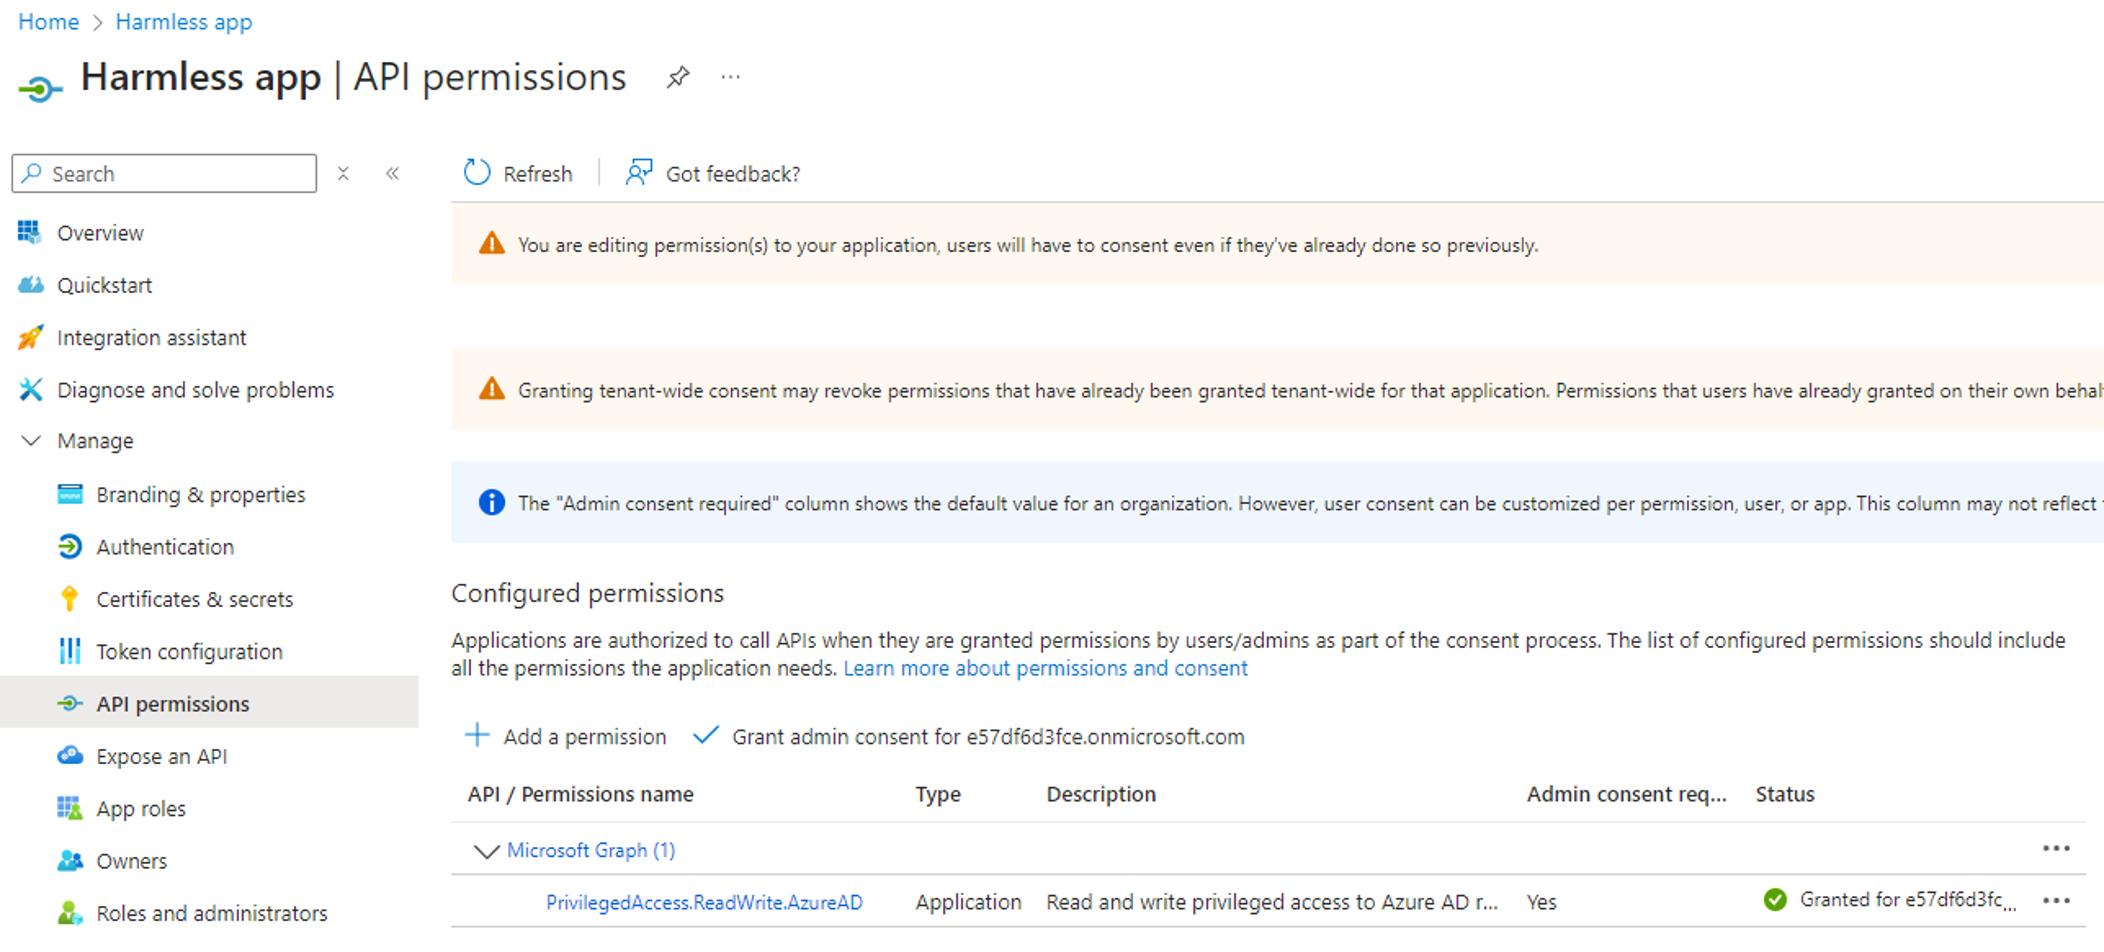 Home > Harmless app
Harmless app | API permissions
Search
Refresh
Got feedback?
Overview
Quickstart
Integration assistant
Diagnose and solve problems
Manage
Branding & properties
Authentication
Certificates & secrets
Token configuration
API permissions
Expose an API
App roles
Owners
Roles and administrators
You are editing permission(s) to your application, users will have to consent even if they've already done so previously.
Granting tenant-wide consent may revoke permissions that have already been granted tenant-wide for that application. Permissions that users have already granted on their own behal
The "Admin consent required" column shows the default value for an organization. However, user consent can be customized per permission, user, or app. This column may not reflect
Configured permissions
Applications are authorized to call APIs when they are granted permissions by users/admins as part of the consent process. The list of configured permissions should include
all the permissions the application needs. Learn more about permissions and consent
Add a permission
Grant admin consent for e57df6d3fce.onmicrosoft.com
API / Permissions name Type Description Admin consent req... Status
Microsoft Graph (1)
PrivilegedAccess.ReadWrite.AzureAD Application Read and write privileged access to Azure AD r... Yes Granted for e57df6d3fc...